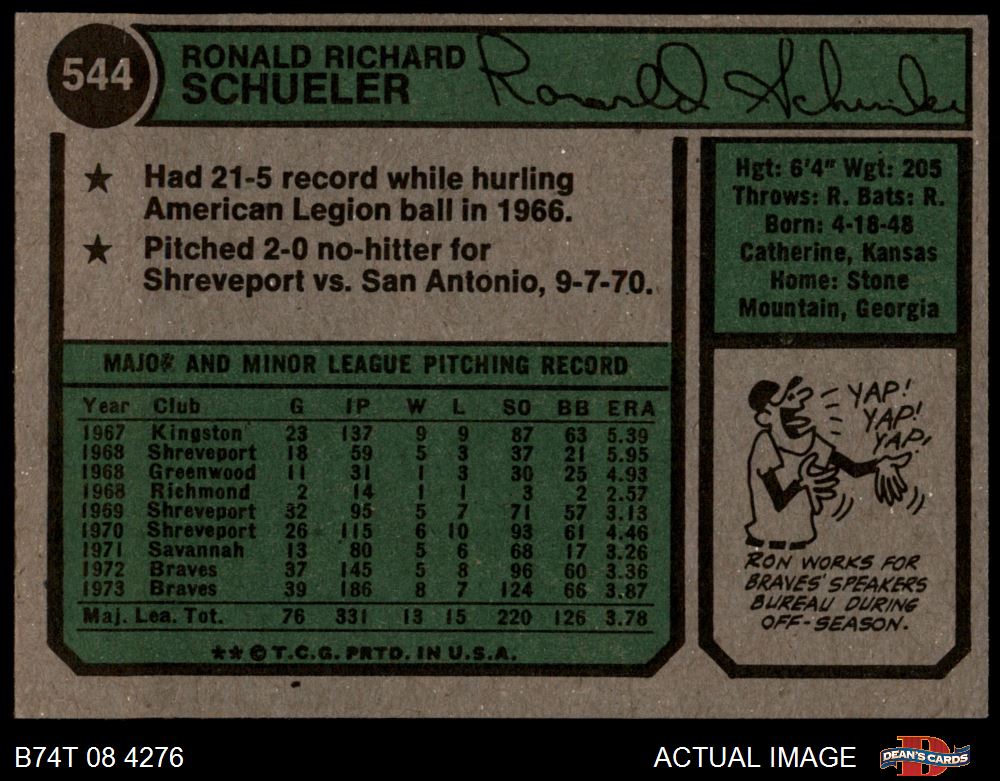 544
RONALD RICHARD
SCHUELER
Ronald Schueler
★ Had 21-5 record while hurling
American Legion ball in 1966.
★ Pitched 2-0 no-hitter for
Shreveport vs. San Antonio, 9-7-70.
Hgt: 6'4" Wgt: 205
Throws: R. Bats: R.
Born: 4-18-48
Catherine, Kansas
Home: Stone
Mountain, Georgia
MAJOR AND MINOR LEAGUE PITCHING RECORD
Year Club G IP W L SO BB ERA
1967 Kingston 23 137 9 9 87 63 5.39
1968 Shreveport 18 59 5 3 37 21 5.95
1968 Greenwood 11 31 1 3 30 25 4.93
1968 Richmond 2 14 1 1 3 2 2.57
1969 Shreveport 32 95 5 7 71 57 3.13
1970 Shreveport 26 115 6 10 93 61 4.46
1971 Savannah 13 80 5 6 68 17 3.26
1972 Braves 37 145 5 8 96 60 3.36
1973 Braves 39 186 8 7 124 66 3.87
Maj. Lea. Tot. 76 331 13 15 220 126 3.78
★★ © T.C.G. PRTD. IN U.S.A.
YAP!
YAP!
YAP!
RON WORKS FOR
BRAVES' SPEAKERS
BUREAU DURING
OFF-SEASON.
B74T 08 4276
ACTUAL IMAGE
DEAN'S CARDS